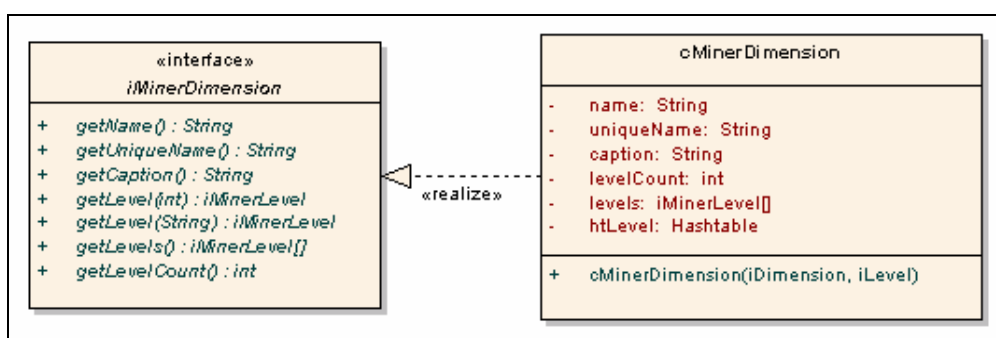 «interface»
iMinerDimension
+ getName() : String
+ getUniqueName() : String
+ getCaption() : String
+ getLevel(int) : iMinerLevel
+ getLevel(String) : iMinerLevel
+ getLevels() : iMinerLevel[]
+ getLevelCount() : int
«realize»
cMinerDimension
- name: String
- uniqueName: String
- caption: String
- levelCount: int
- levels: iMinerLevel[]
- htLevel: Hashtable
+ cMinerDimension(iDimension, iLevel)